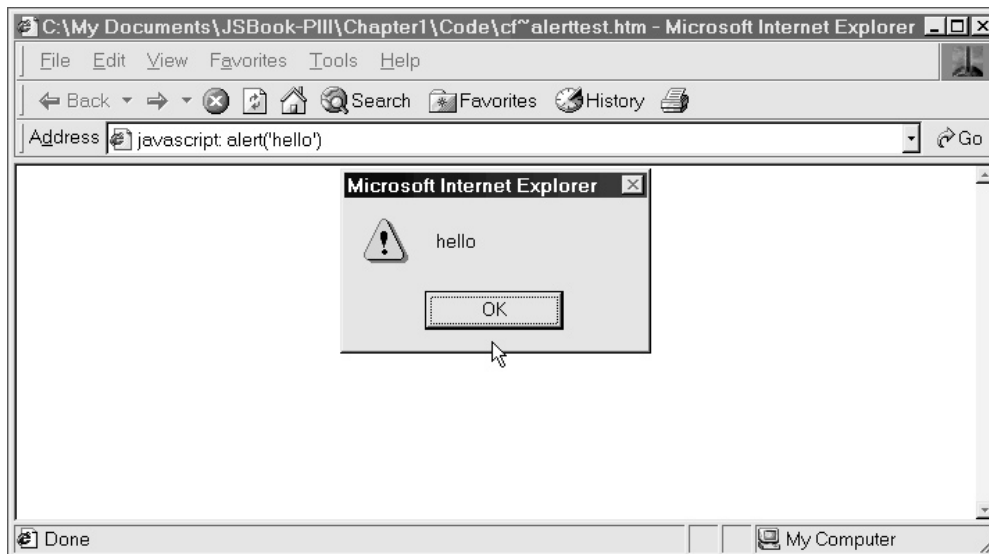 C:\My Documents\JSBook-PIII\Chapter1\Code\cf~alerttest.htm - Microsoft Internet Explorer
File Edit View Favorites Tools Help
Back Search Favorites History
Address javascript: alert('hello') Go
Microsoft Internet Explorer
hello
OK
Done My Computer